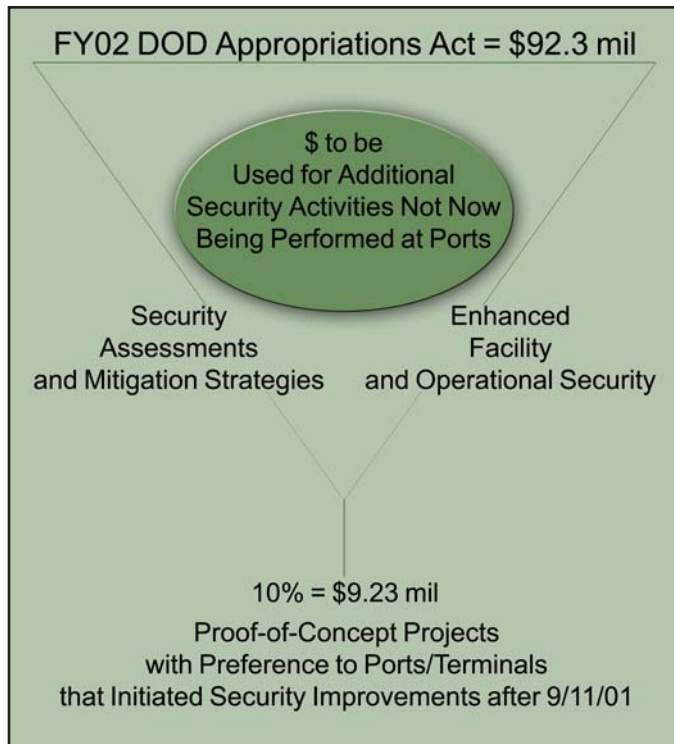 FY02 DOD Appropriations Act = $92.3 mil
$ to be
Used for Additional
Security Activities Not Now
Being Performed at Ports
Security
Assessments
and Mitigation Strategies
Enhanced
Facility
and Operational Security
10% = $9.23 mil
Proof-of-Concept Projects
with Preference to Ports/Terminals
that Initiated Security Improvements after 9/11/01